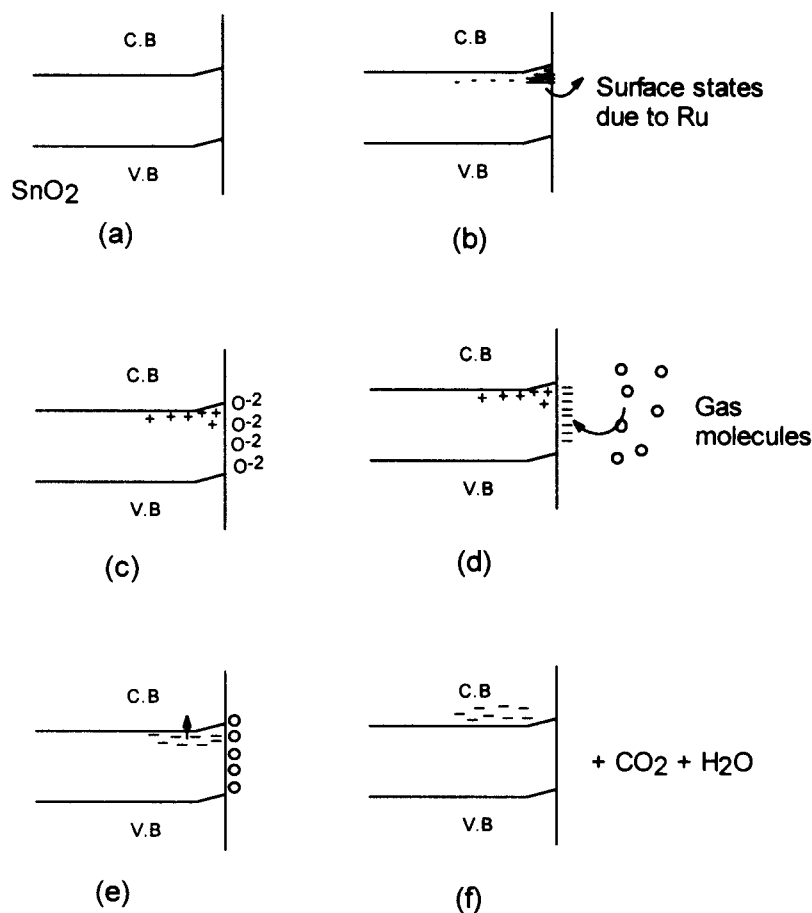 C.B
V.B
SnO2
(a)
C.B
Surface states
due to Ru
V.B
(b)
C.B
O-2
O-2
O-2
O-2
V.B
(c)
C.B
Gas
molecules
V.B
(d)
C.B
V.B
(e)
C.B
+ CO2 + H2O
V.B
(f)